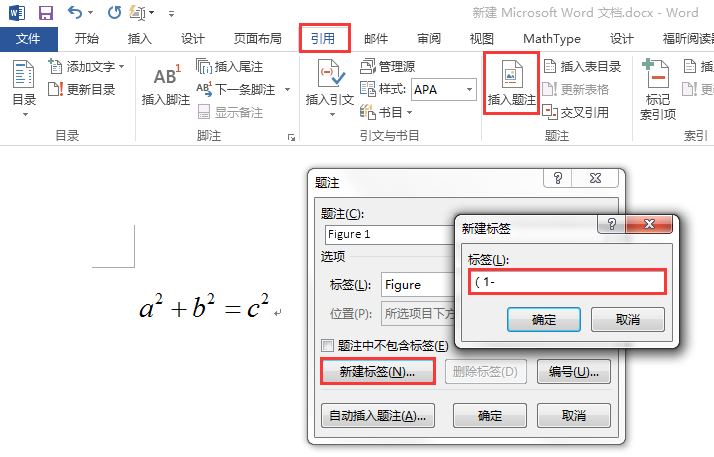 新建 Microsoft Word 文档.docx - Word
文件 开始 插入 设计 页面布局 引用 邮件 审阅 视图 MathType 设计 福昕阅读
目录
添加文字
更新目录
目录
AB¹
插入脚注
插入尾注
下一条脚注
显示备注
脚注
插入引文
管理源
样式: APA
书目
引文与书目
插入题注
插入表目录
更新表格
交叉引用
题注
标记
索引项
索引
a² + b² = c²
题注
题注(C):
Figure 1
选项
标签(L): Figure
位置(P): 所选项目下方
题注中不包含标签(E)
新建标签(N)... 删除标签(D) 编号(U)...
自动插入题注(A)... 确定 取消
新建标签
标签(L):
( 1-
确定 取消